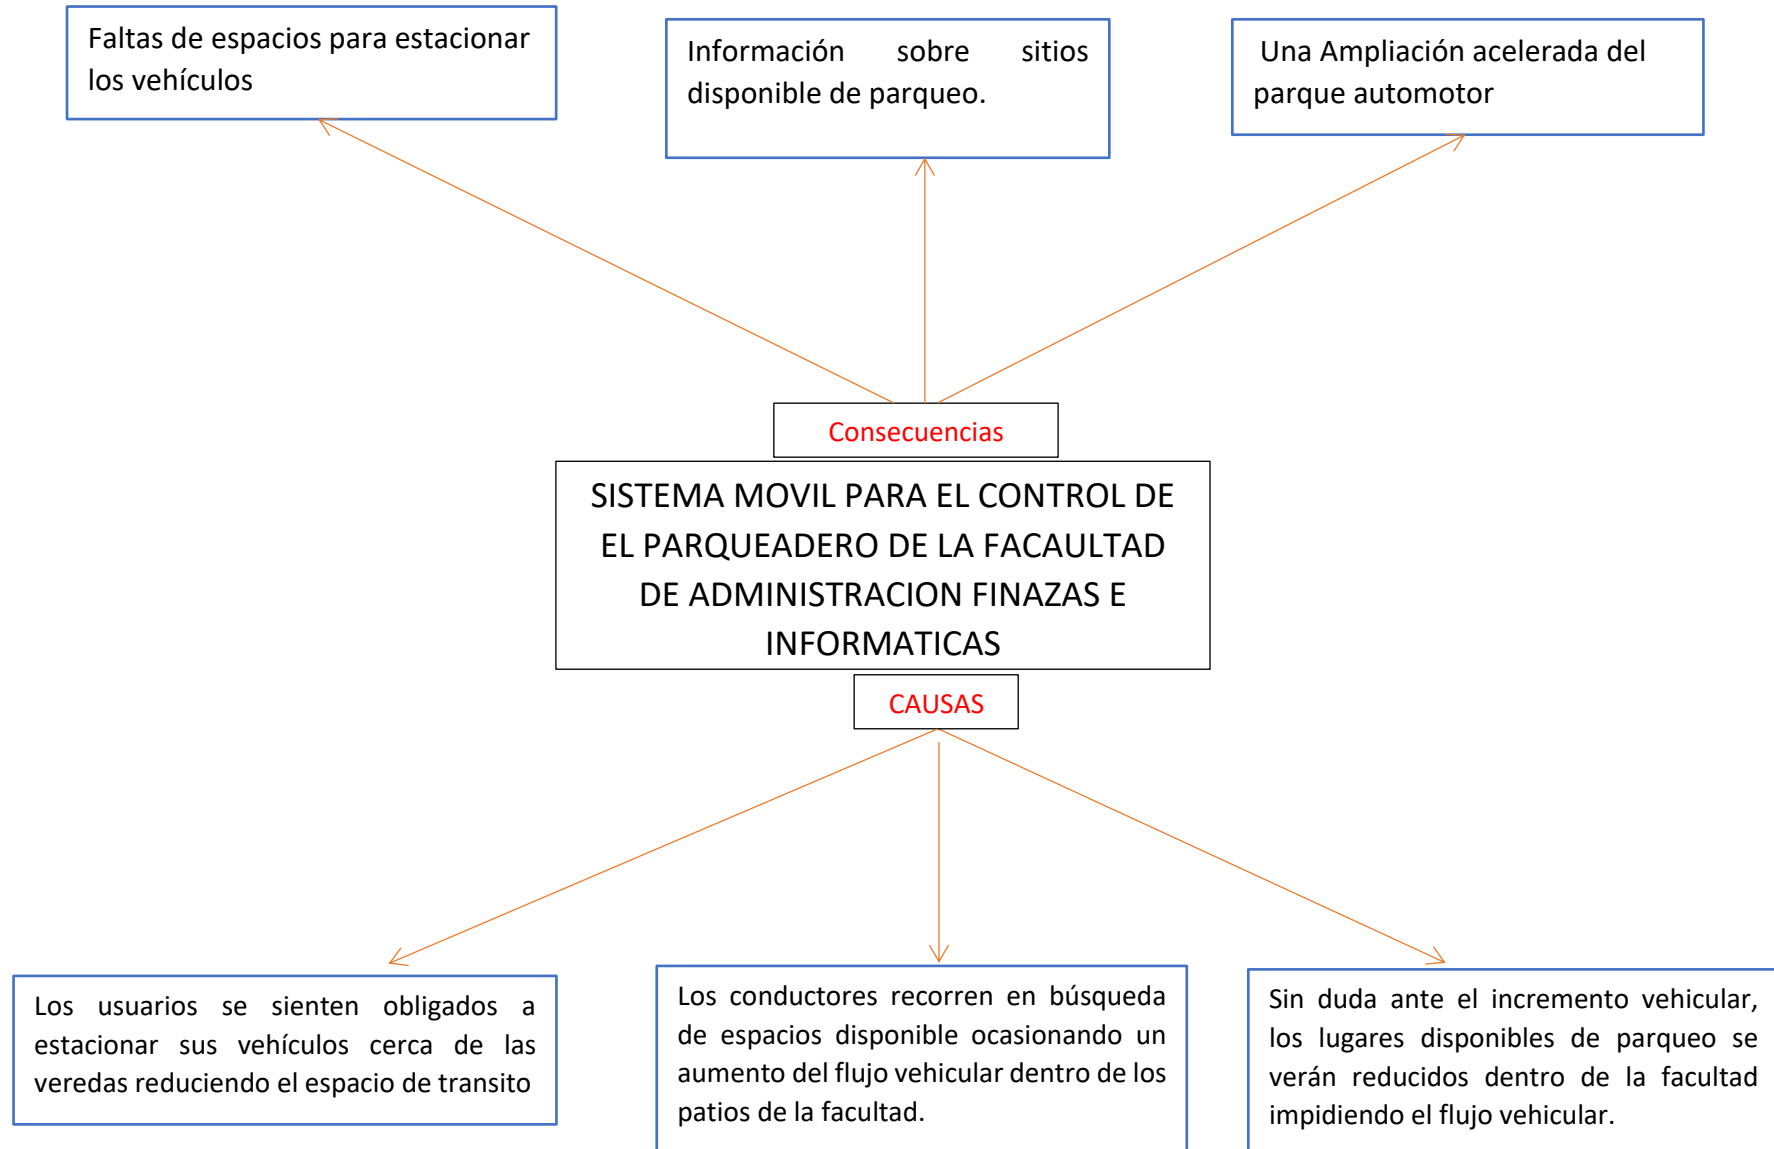 Faltas de espacios para estacionar
los vehículos
Información sobre sitios
disponible de parqueo.
Una Ampliación acelerada del
parque automotor
Consecuencias
SISTEMA MOVIL PARA EL CONTROL DE
EL PARQUEADERO DE LA FACAULTAD
DE ADMINISTRACION FINAZAS E
INFORMATICAS
CAUSAS
Los usuarios se sienten obligados a
estacionar sus vehículos cerca de las
veredas reduciendo el espacio de transito
Los conductores recorren en búsqueda
de espacios disponible ocasionando un
aumento del flujo vehicular dentro de los
patios de la facultad.
Sin duda ante el incremento vehicular,
los lugares disponibles de parqueo se
verán reducidos dentro de la facultad
impidiendo el flujo vehicular.